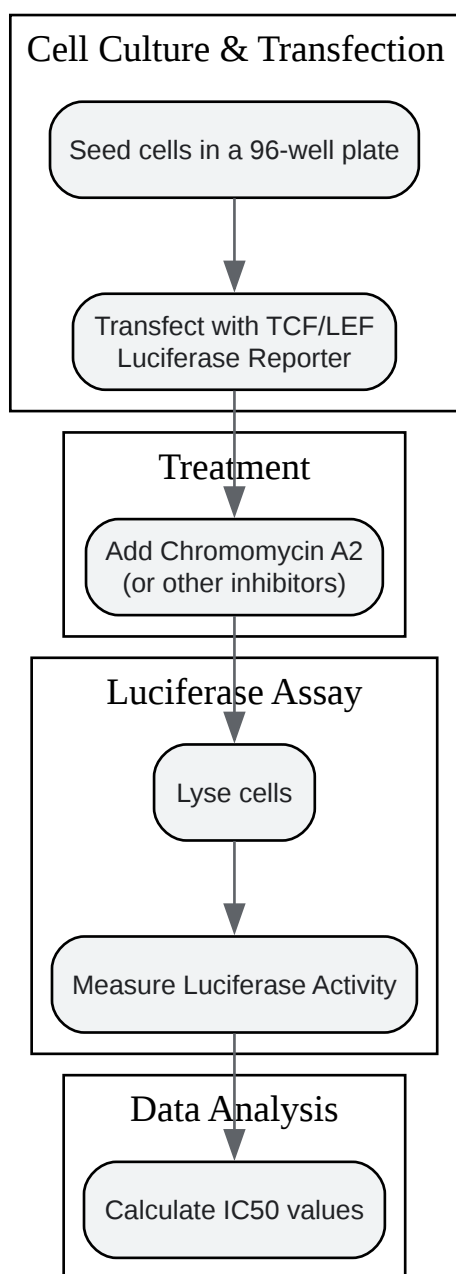 Cell Culture & Transfection
Seed cells in a 96-well plate
Transfect with TCF/LEF
Luciferase Reporter
Treatment
Add Chromomycin A2
(or other inhibitors)
Luciferase Assay
Lyse cells
Measure Luciferase Activity
Data Analysis
Calculate IC50 values